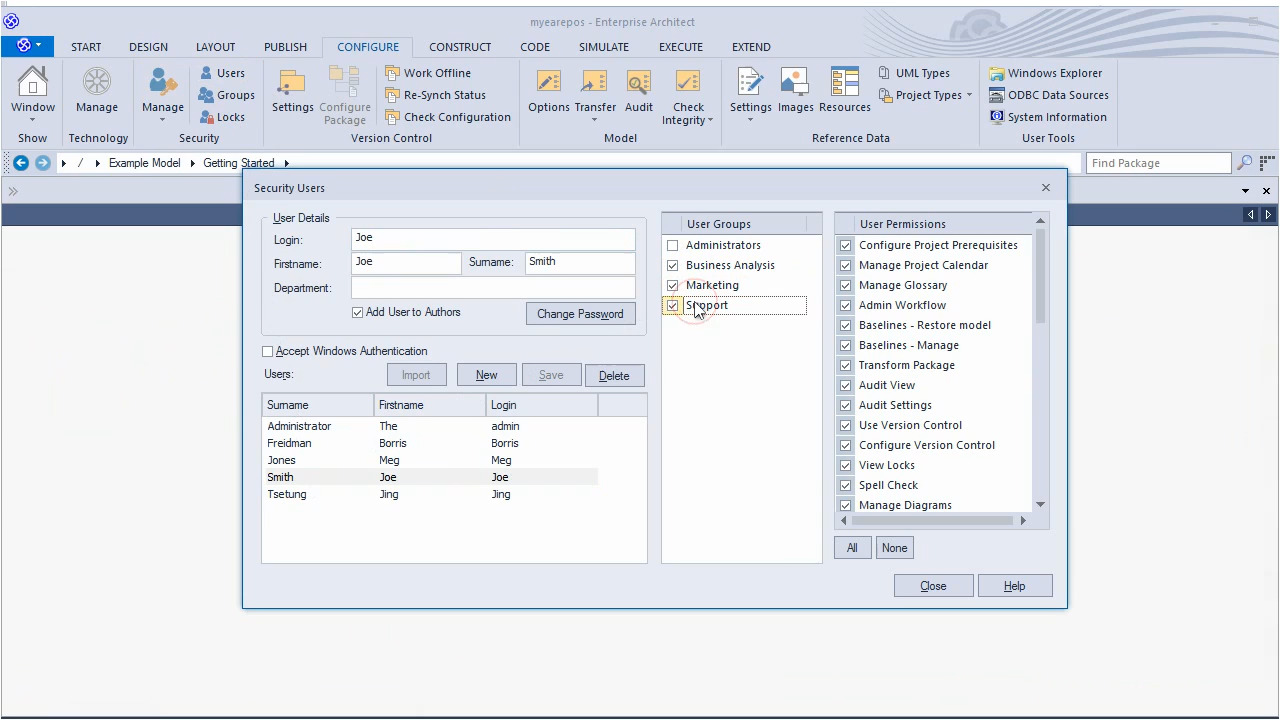 myearepos - Enterprise Architect
START DESIGN LAYOUT PUBLISH CONFIGURE CONSTRUCT CODE SIMULATE EXECUTE EXTEND
Window
Show
Manage
Technology
Manage
Users
Groups
Locks
Security
Settings
Configure Package
Work Offline
Re-Synch Status
Check Configuration
Version Control
Options
Transfer
Audit
Check Integrity
Model
Settings
Images
Resources
UML Types
Project Types
Reference Data
Windows Explorer
ODBC Data Sources
System Information
User Tools
/ Example Model Getting Started
Find Package
Security Users
User Details
Login: Joe
Firstname: Joe Surname: Smith
Department:
Add User to Authors Change Password
Accept Windows Authentication
Users: Import New Save Delete
Surname Firstname Login
Administrator The admin
Freidman Borris Borris
Jones Meg Meg
Smith Joe Joe
Tsetung Jing Jing
User Groups
Administrators
Business Analysis
Marketing
Support
User Permissions
Configure Project Prerequisites
Manage Project Calendar
Manage Glossary
Admin Workflow
Baselines - Restore model
Baselines - Manage
Transform Package
Audit View
Audit Settings
Use Version Control
Configure Version Control
View Locks
Spell Check
Manage Diagrams
All None
Close Help